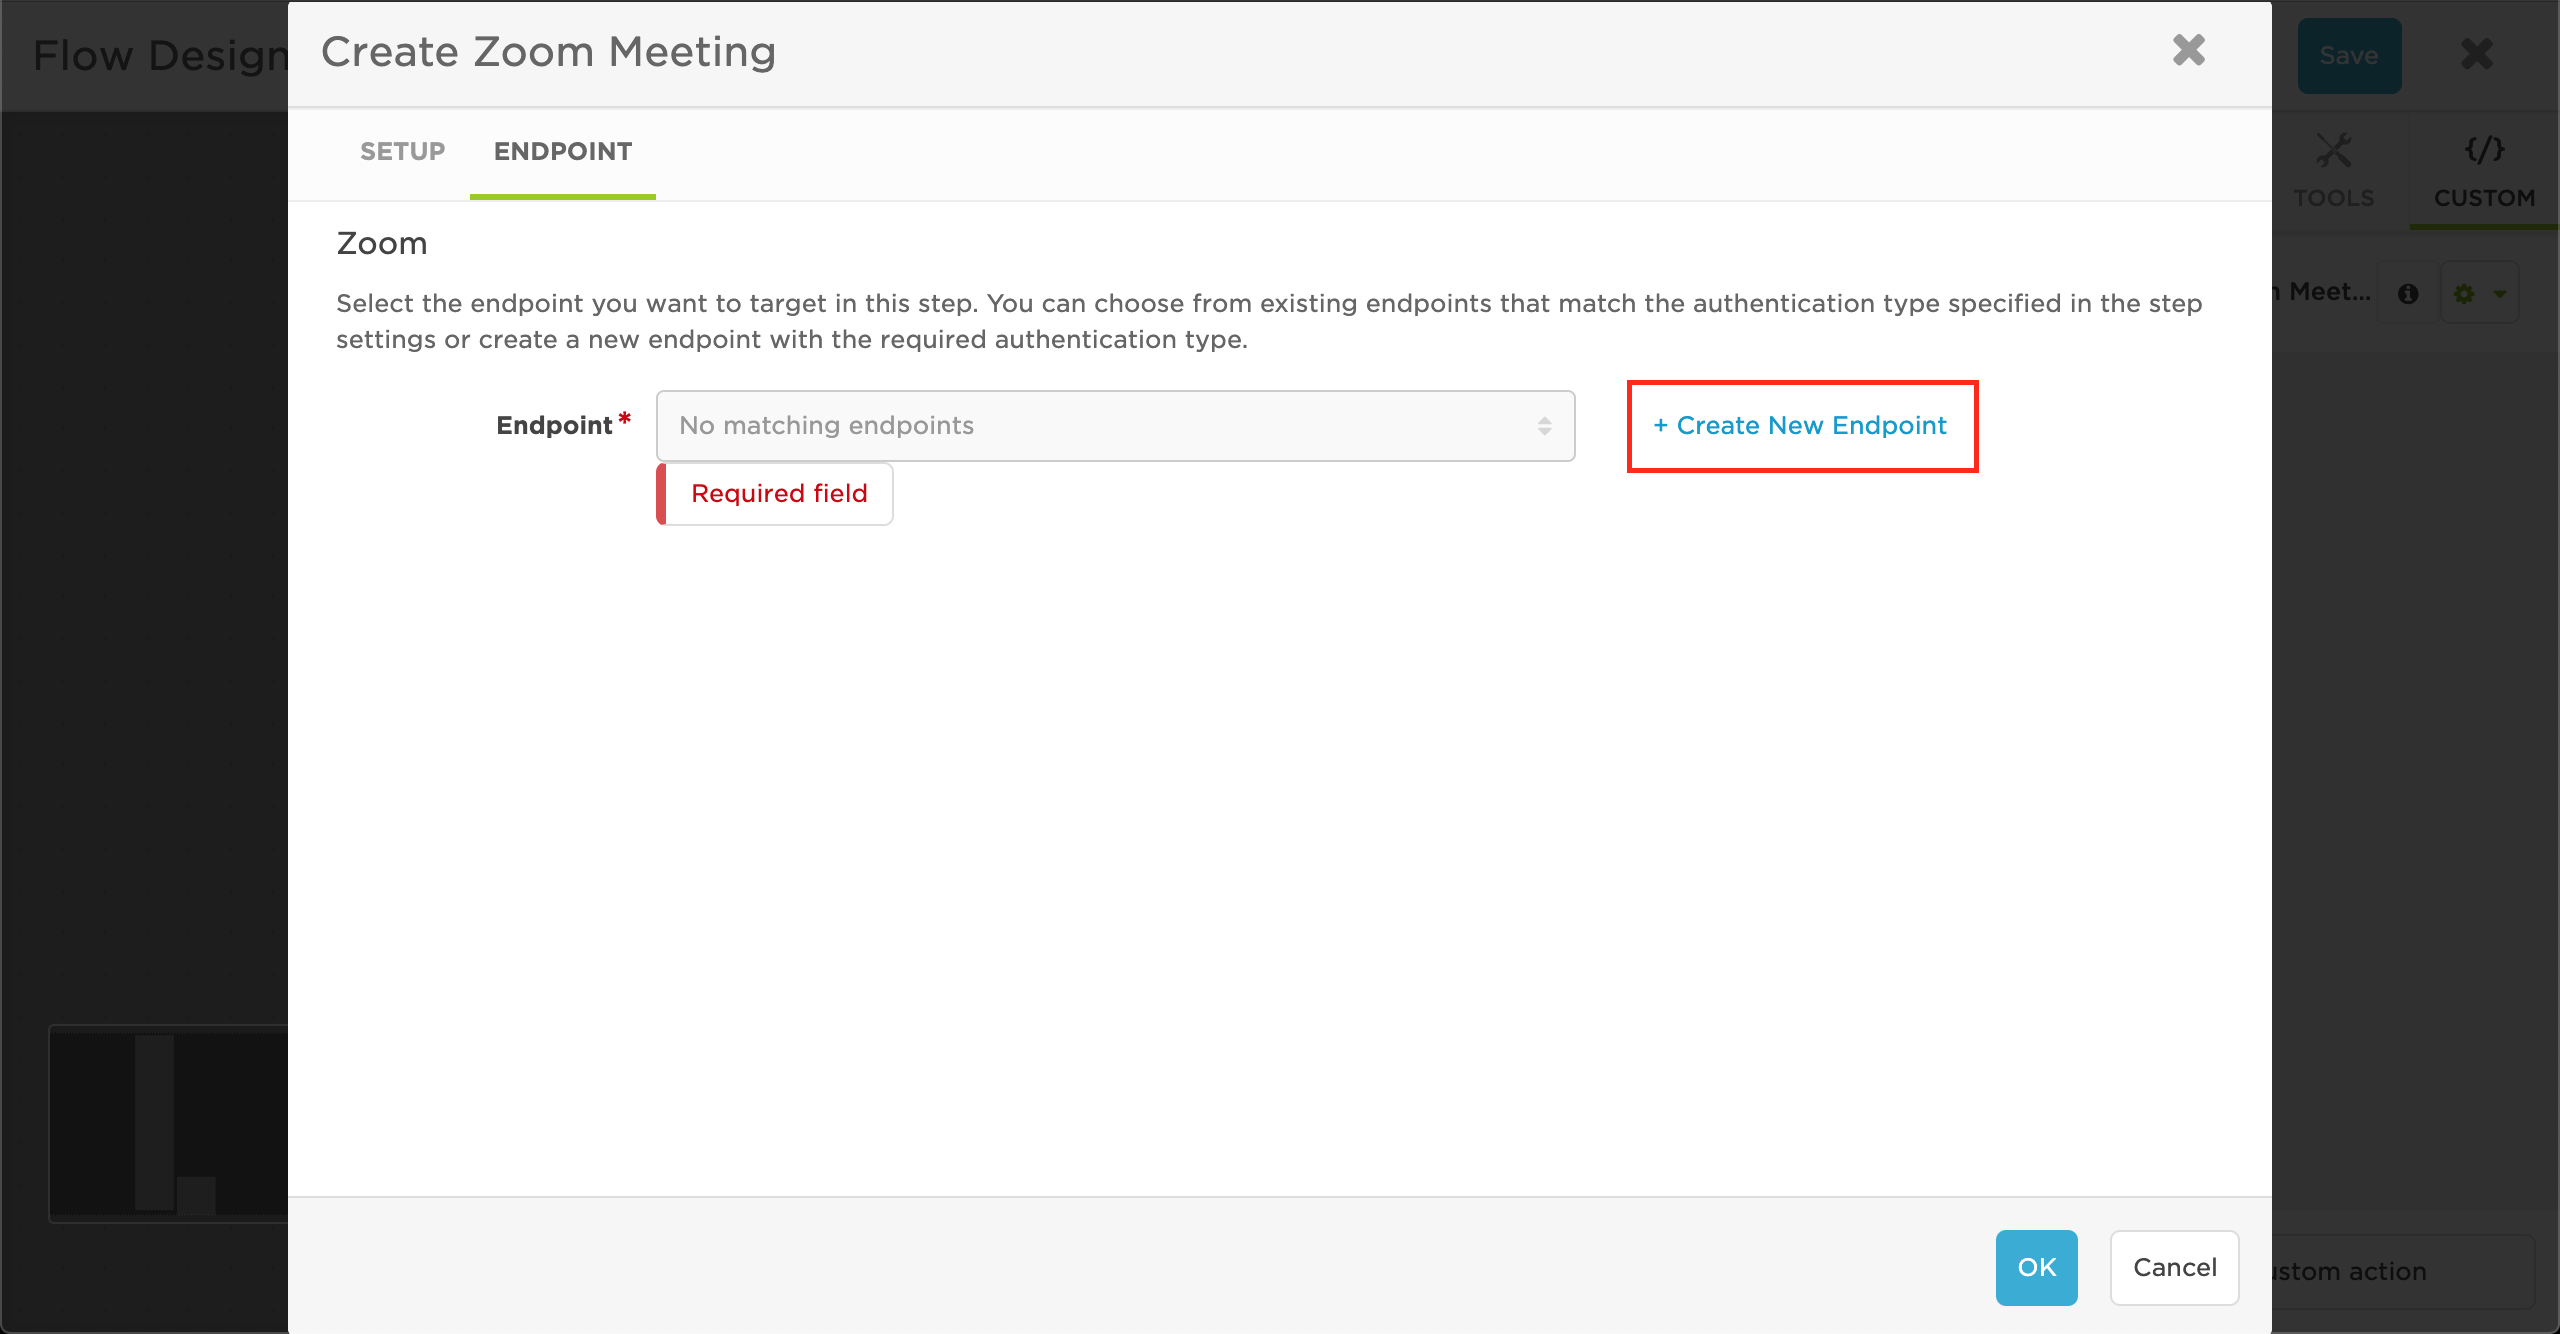 Flow Design
Create Zoom Meeting
Save
SETUP
ENDPOINT
TOOLS
{/}
CUSTOM
Zoom
Meet...
Select the endpoint you want to target in this step. You can choose from existing endpoints that match the authentication type specified in the step
settings or create a new endpoint with the required authentication type.
Endpoint*
No matching endpoints
+ Create New Endpoint
Required field
OK
Cancel
action